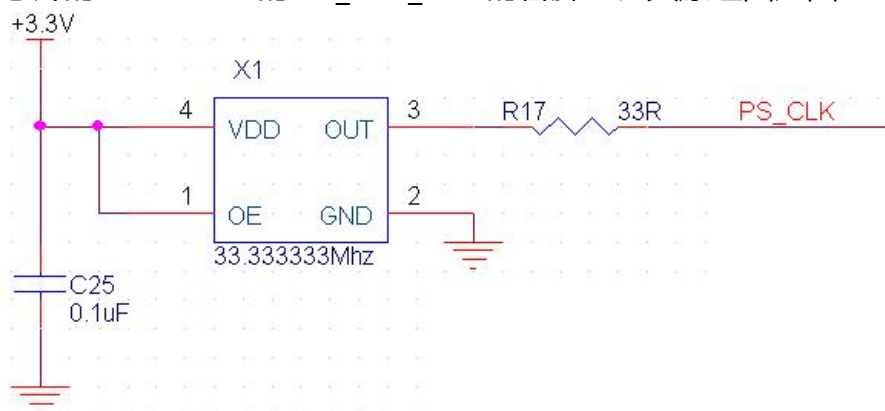 +3.3V
X1
4
VDD
OUT
3
R17
33R
PS_CLK
1
OE
GND
2
33.333333Mhz
C25
0.1uF